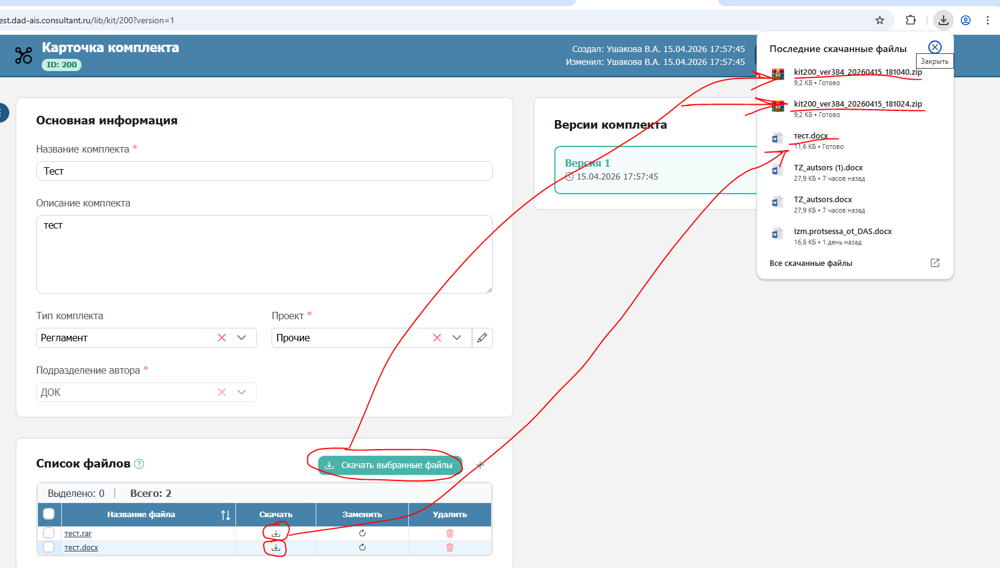 est.dad-ais.consultant.ru/lib/kit/200?version=1
Карточка комплекта
ID: 200
Создал: Ушакова В.А. 15.04.2026 17:57:45
Изменил: Ушакова В.А. 15.04.2026 17:57:45
Последние скачанные файлы
Закрыть
kit200_ver384_20260415_181040.zip
9,2 КБ • Готово
kit200_ver384_20260415_181024.zip
9,2 КБ • Готово
тест.docx
11,6 КБ • Готово
TZ_autsors (1).docx
27,9 КБ • 7 часов назад
TZ_autsors.docx
27,9 КБ • 7 часов назад
Izm.protsessa_ot_DAS.docx
16,8 КБ • 1 день назад
Все скачанные файлы
Основная информация
Название комплекта *
Тест
Описание комплекта
тест
Тип комплекта
Проект *
Регламент
Прочие
Подразделение автора *
ДОК
Версии комплекта
Версия 1
15.04.2026 17:57:45
Список файлов ?
Скачать выбранные файлы
Выделено: 0 | Всего: 2
Название файла Скачать Заменить Удалить
тест.rar
тест.docx